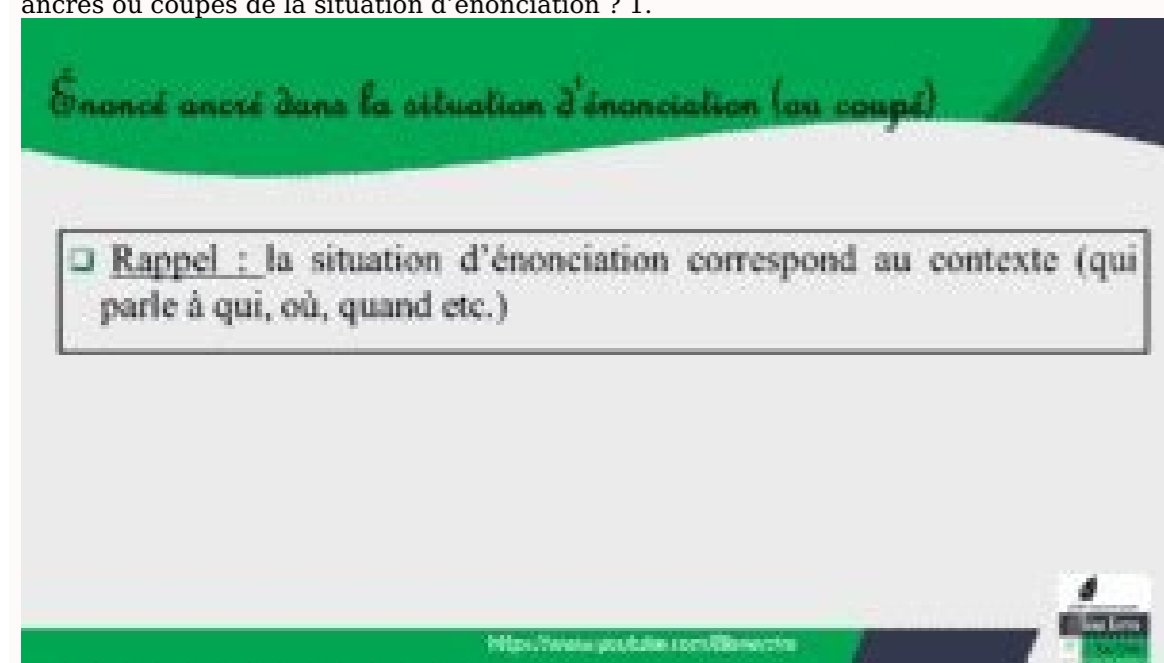 ancrés ou coupés de la situation d'énonciation ? 1.
Énoncé ancré dans la situation d'énonciation (ou coupé)
Rappel : la situation d'énonciation correspond au contexte (qui
parle à qui, où, quand etc.)